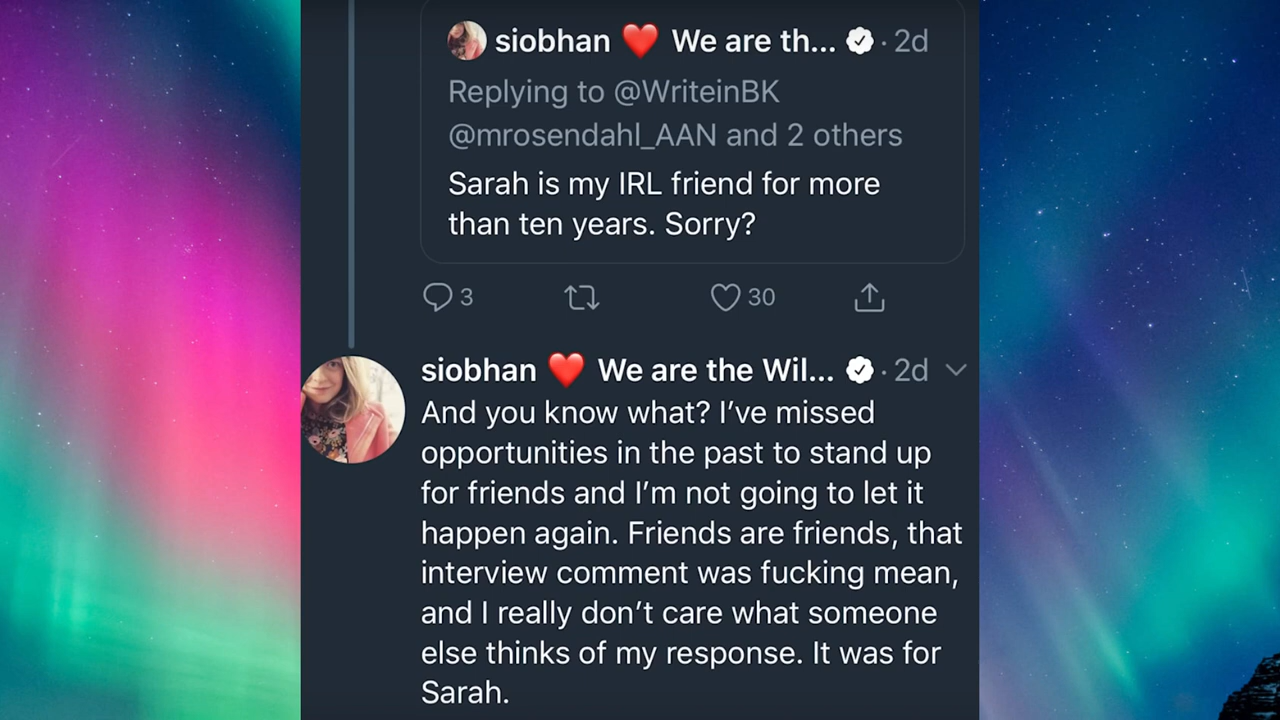 siobhan ❤️ We are th... · 2d
Replying to @WriteinBK
@mrosendahl_AAN and 2 others
Sarah is my IRL friend for more
than ten years. Sorry?
3 30
siobhan ❤️ We are the Wil... · 2d
And you know what? I’ve missed
opportunities in the past to stand up
for friends and I’m not going to let it
happen again. Friends are friends, that
interview comment was fucking mean,
and I really don’t care what someone
else thinks of my response. It was for
Sarah.